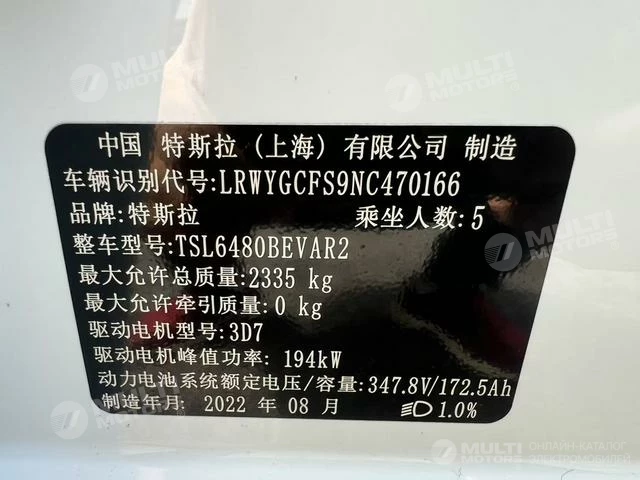 MULTI MOTORS
MULTI MOTORS
MULTI MOTORS
中国 特斯拉 (上海) 有限公司 制造
车辆识别代号:LRWYGCFS9NC470166
品牌:特斯拉 乘坐人数:5
整车型号:TSL6480BEVAR2
最大允许总质量:2335 kg
最大允许牵引质量:0 kg
驱动电机型号:3D7
驱动电机峰值功率: 194kW
动力电池系统额定电压/容量:347.8V/172.5Ah
制造年月: 2022 年 08 月 1.0%
MULTI MOTORS
ОНЛАЙН-КАТАЛОГ
ЭЛЕКТРОМОБИЛЕЙ